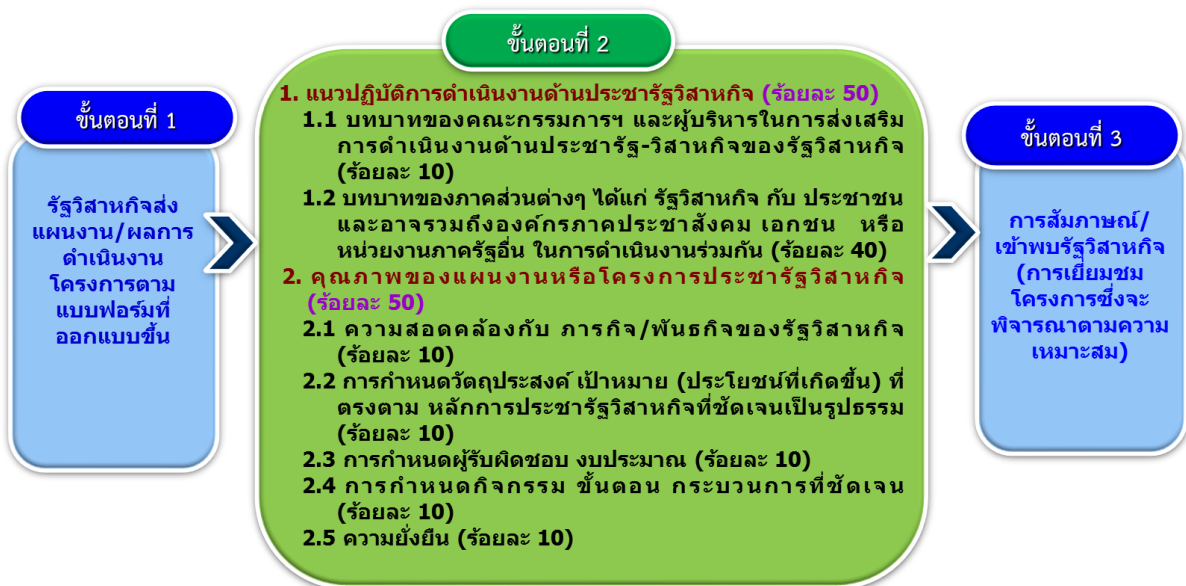 ขั้นตอนที่ 1
รัฐวิสาหกิจส่ง
แผนงาน/ผลการ
ดำเนินงาน
โครงการตาม
แบบฟอร์มที่
ออกแบบขึ้น
ขั้นตอนที่ 2
1. แนวปฏิบัติการดำเนินงานด้านประชารัฐวิสาหกิจ (ร้อยละ 50)
1.1 บทบาทของคณะกรรมการฯ และผู้บริหารในการส่งเสริม
การดำเนินงานด้านประชารัฐ-วิสาหกิจของรัฐวิสาหกิจ
(ร้อยละ 10)
1.2 บทบาทของภาคส่วนต่างๆ ได้แก่ รัฐวิสาหกิจ กับ ประชาชน
และอาจรวมถึงองค์กรภาคประชาสังคม เอกชน หรือ
หน่วยงานภาครัฐอื่น ในการดำเนินงานร่วมกัน (ร้อยละ 40)
2. คุณภาพของแผนงานหรือโครงการประชารัฐวิสาหกิจ
(ร้อยละ 50)
2.1 ความสอดคล้องกับ ภารกิจ/พันธกิจของรัฐวิสาหกิจ
(ร้อยละ 10)
2.2 การกำหนดวัตถุประสงค์ เป้าหมาย (ประโยชน์ที่เกิดขึ้น) ที่
ตรงตาม หลักการประชารัฐวิสาหกิจที่ชัดเจนเป็นรูปธรรม
(ร้อยละ 10)
2.3 การกำหนดผู้รับผิดชอบ งบประมาณ (ร้อยละ 10)
2.4 การกำหนดกิจกรรม ขั้นตอน กระบวนการที่ชัดเจน
(ร้อยละ 10)
2.5 ความยั่งยืน (ร้อยละ 10)
ขั้นตอนที่ 3
การสัมภาษณ์/
เข้าพบรัฐวิสาหกิจ
(การเยี่ยมชม
โครงการซึ่งจะ
พิจารณาตามความ
เหมาะสม)